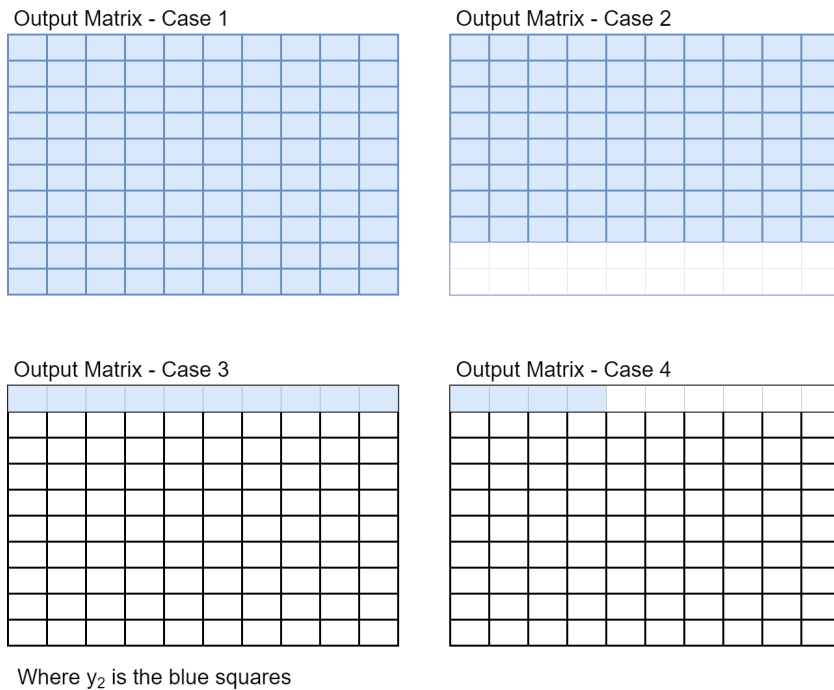 Output Matrix - Case 1
Output Matrix - Case 2
Output Matrix - Case 3
Output Matrix - Case 4
Where y₂ is the blue squares